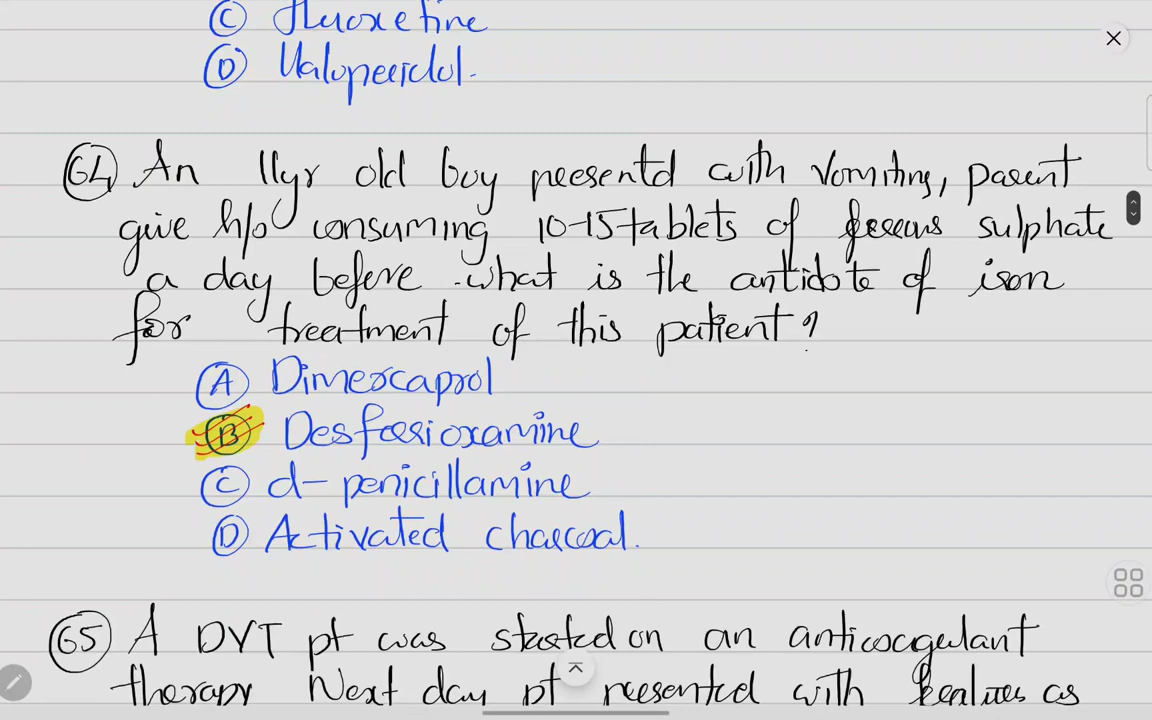 C Fluoxetine
D Haloperidol.
64 An 11yr old boy presented with vomiting, parent
give h/o consuming 10-15 tablets of ferrous sulphate
a day before. what is the antidote of iron
for treatment of this patient?
A Dimercaprol
B Desferrioxamine
C d-penicillamine
D Activated charcoal.
65 A DVT pt was started on an anticoagulant
therapy Next day pt presented with features as